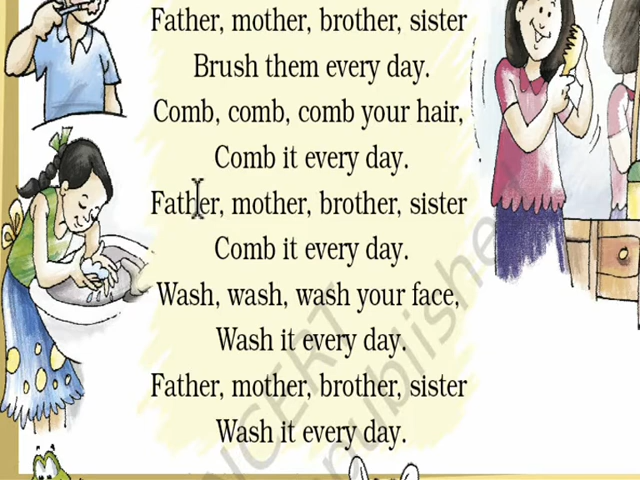 Father, mother, brother, sister
Brush them every day.
Comb, comb, comb your hair,
Comb it every day.
Father, mother, brother, sister
Comb it every day.
Wash, wash, wash your face,
Wash it every day.
Father, mother, brother, sister
Wash it every day.
NCERT
republished